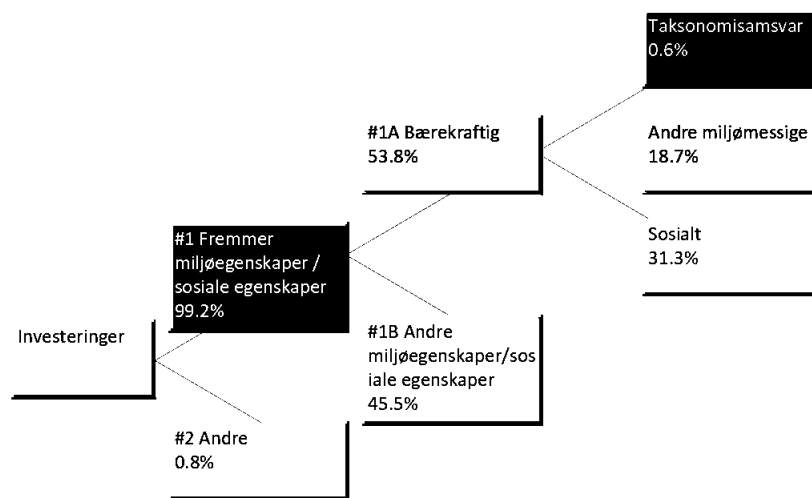 Investeringer
#1 Fremmer
miljøegenskaper /
sosiale egenskaper
99.2%
#2 Andre
0.8%
#1A Bærekraftig
53.8%
#1B Andre
miljøegenskaper/sos
iale egenskaper
45.5%
Taksonomisamsvar
0.6%
Andre miljømessige
18.7%
Sosialt
31.3%